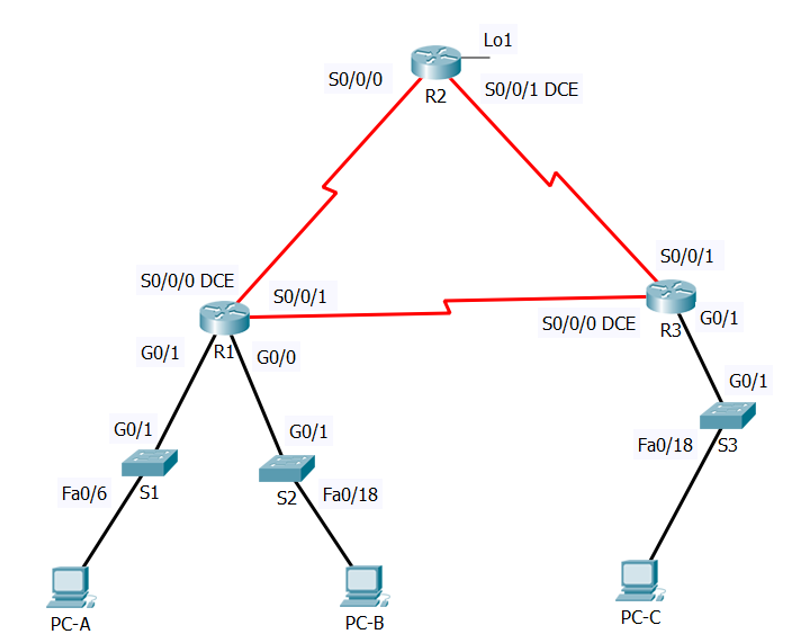 Lo1
S0/0/0
S0/0/1 DCE
R2
S0/0/1
S0/0/0 DCE
S0/0/1
S0/0/0 DCE
R3
G0/1
G0/1
R1
G0/0
G0/1
G0/1
G0/1
Fa0/18
S3
Fa0/6
S1
S2
Fa0/18
PC-A
PC-B
PC-C